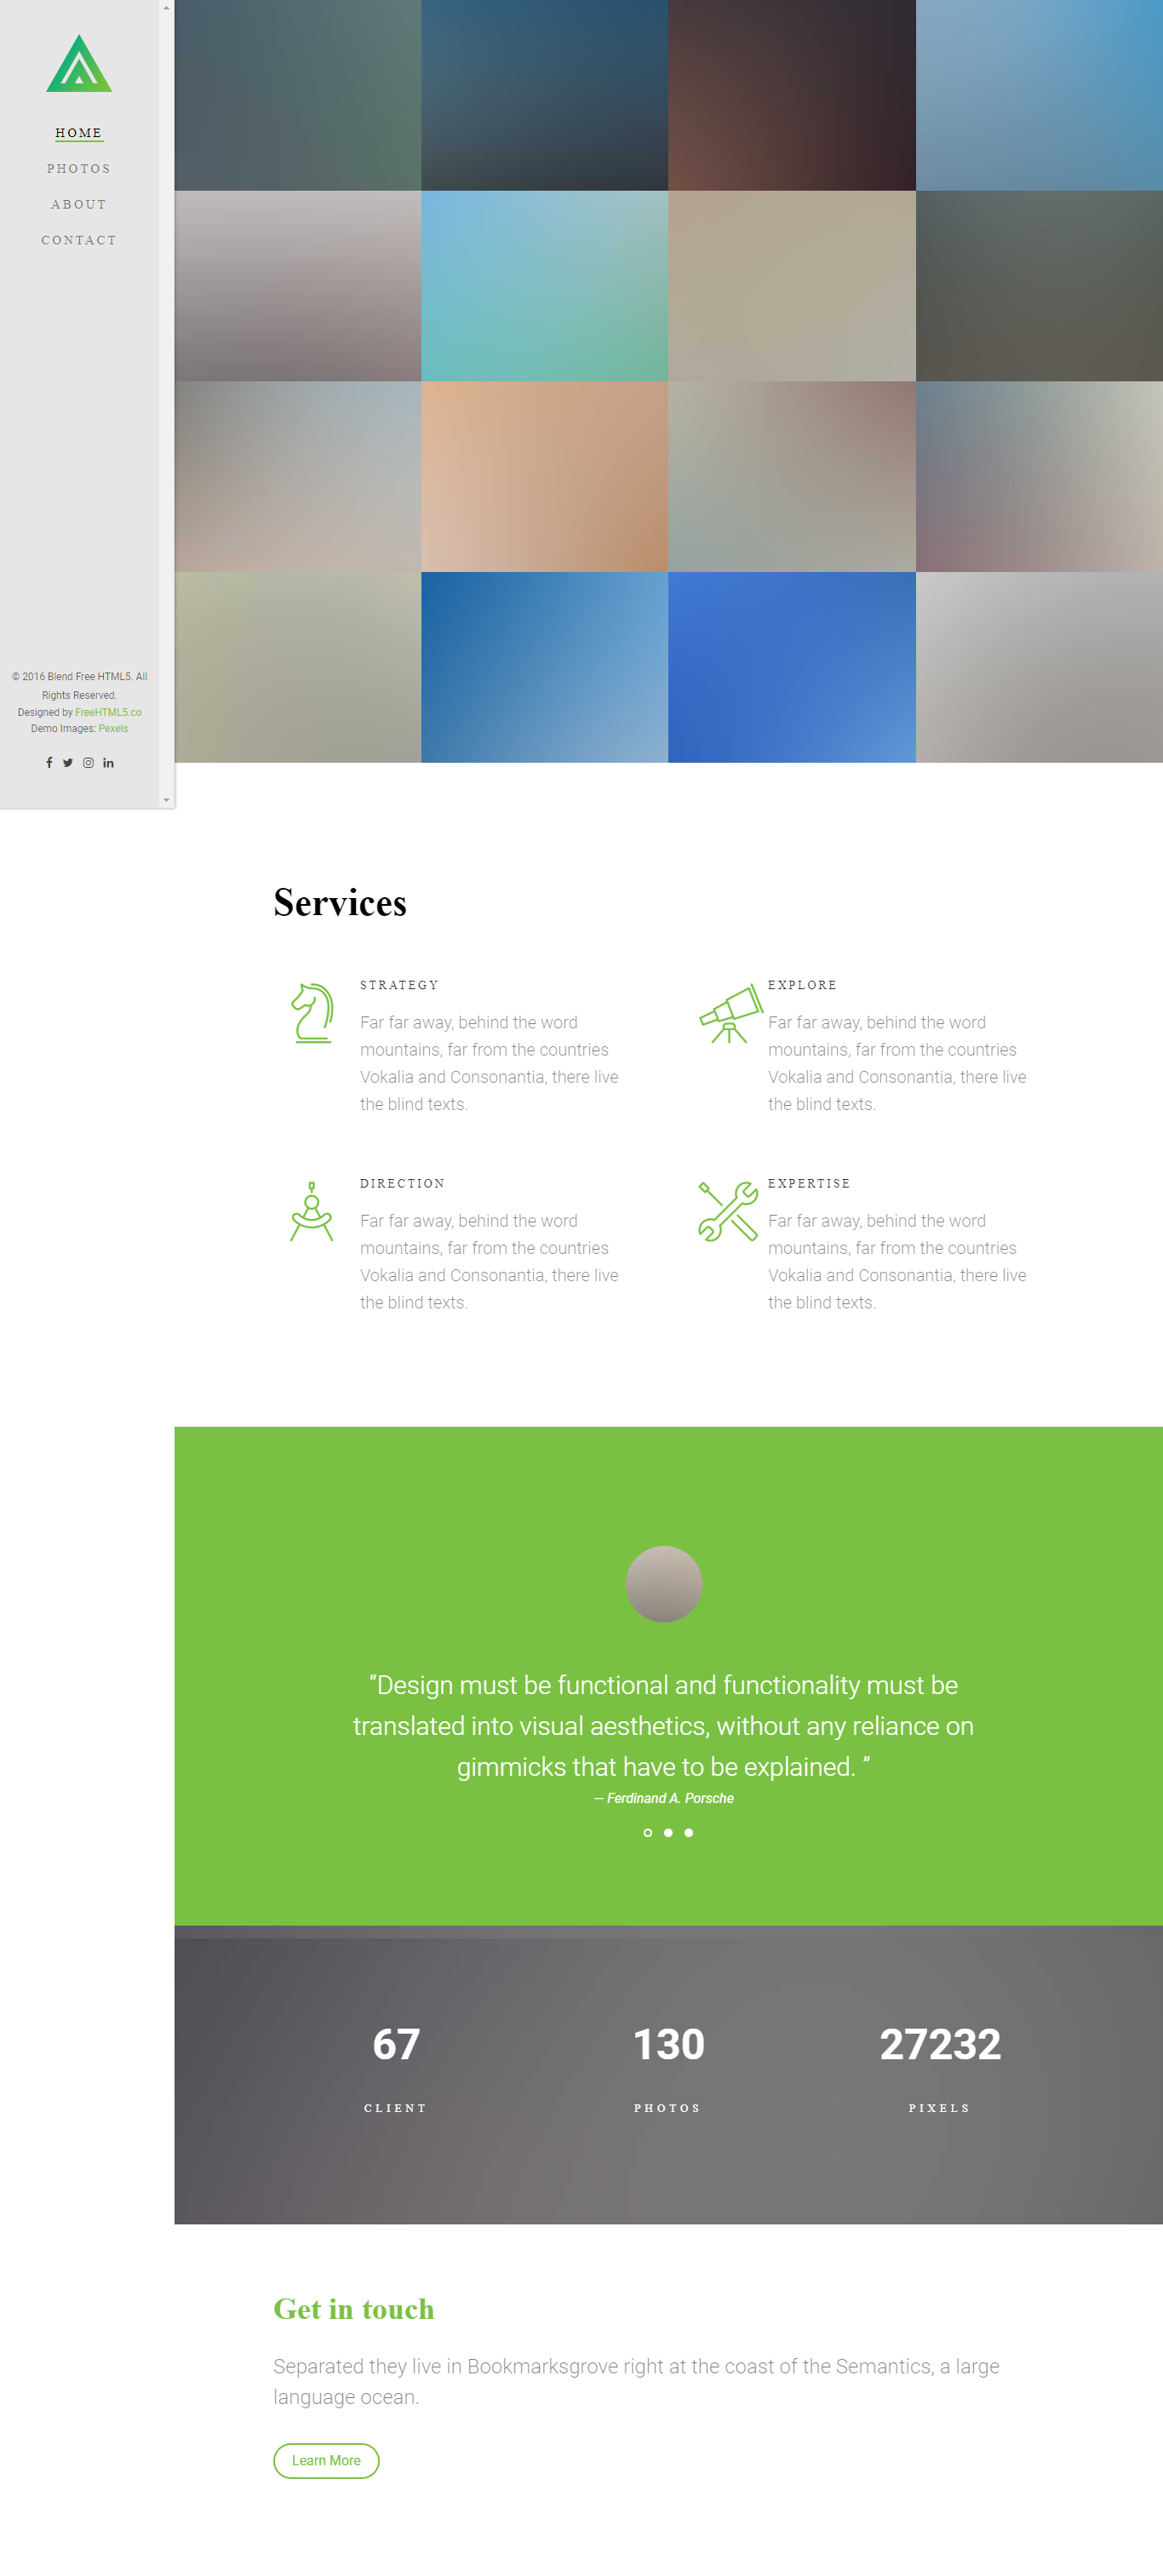 HOME
PHOTOS
ABOUT
CONTACT
© 2016 Blend Free HTML5. All
Rights Reserved.
Designed by FreeHTML5.co
Demo Images: Pexels
Services
STRATEGY
Far far away, behind the word
mountains, far from the countries
Vokalia and Consonantia, there live
the blind texts.
EXPLORE
Far far away, behind the word
mountains, far from the countries
Vokalia and Consonantia, there live
the blind texts.
DIRECTION
Far far away, behind the word
mountains, far from the countries
Vokalia and Consonantia, there live
the blind texts.
EXPERTISE
Far far away, behind the word
mountains, far from the countries
Vokalia and Consonantia, there live
the blind texts.
“Design must be functional and functionality must be
translated into visual aesthetics, without any reliance on
gimmicks that have to be explained. ”
— Ferdinand A. Porsche
67
CLIENT
130
PHOTOS
27232
PIXELS
Get in touch
Separated they live in Bookmarksgrove right at the coast of the Semantics, a large
language ocean.
Learn More